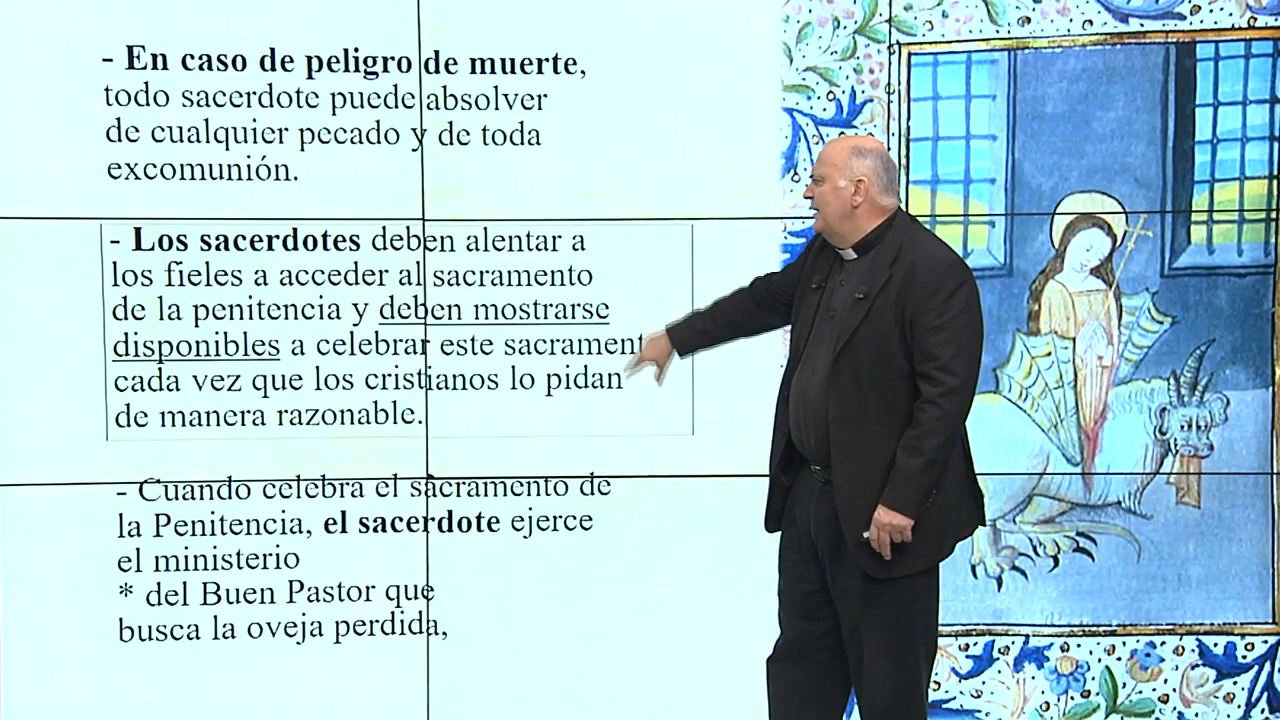 - En caso de peligro de muerte,
todo sacerdote puede absolver
de cualquier pecado y de toda
excomunión.
- Los sacerdotes deben alentar a
los fieles a acceder al sacramento
de la penitencia y deben mostrarse
disponibles a celebrar este sacrament
cada vez que los cristianos lo pidan
de manera razonable.
- Cuando celebra el sacramento de
la Penitencia, el sacerdote ejerce
el ministerio
* del Buen Pastor que
busca la oveja perdida,